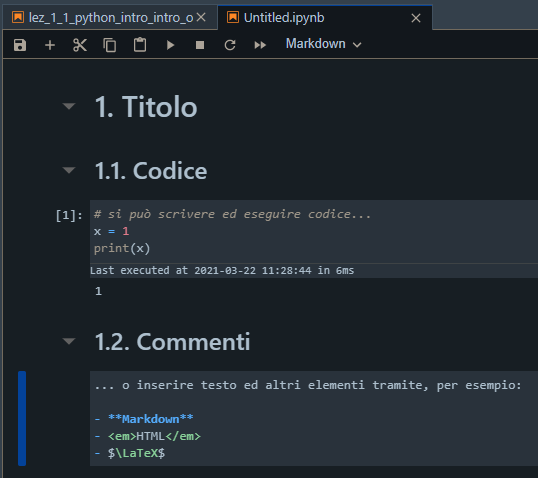 lez_1_1_python_intro_intro_o
Untitled.ipynb
Markdown
1. Titolo
1.1. Codice
[1]:
# si può scrivere ed eseguire codice...
x = 1
print(x)
Last executed at 2021-03-22 11:28:44 in 6ms
1
1.2. Commenti
... o inserire testo ed altri elementi tramite, per esempio:
- **Markdown**
- <em>HTML</em>
- $\LaTeX$